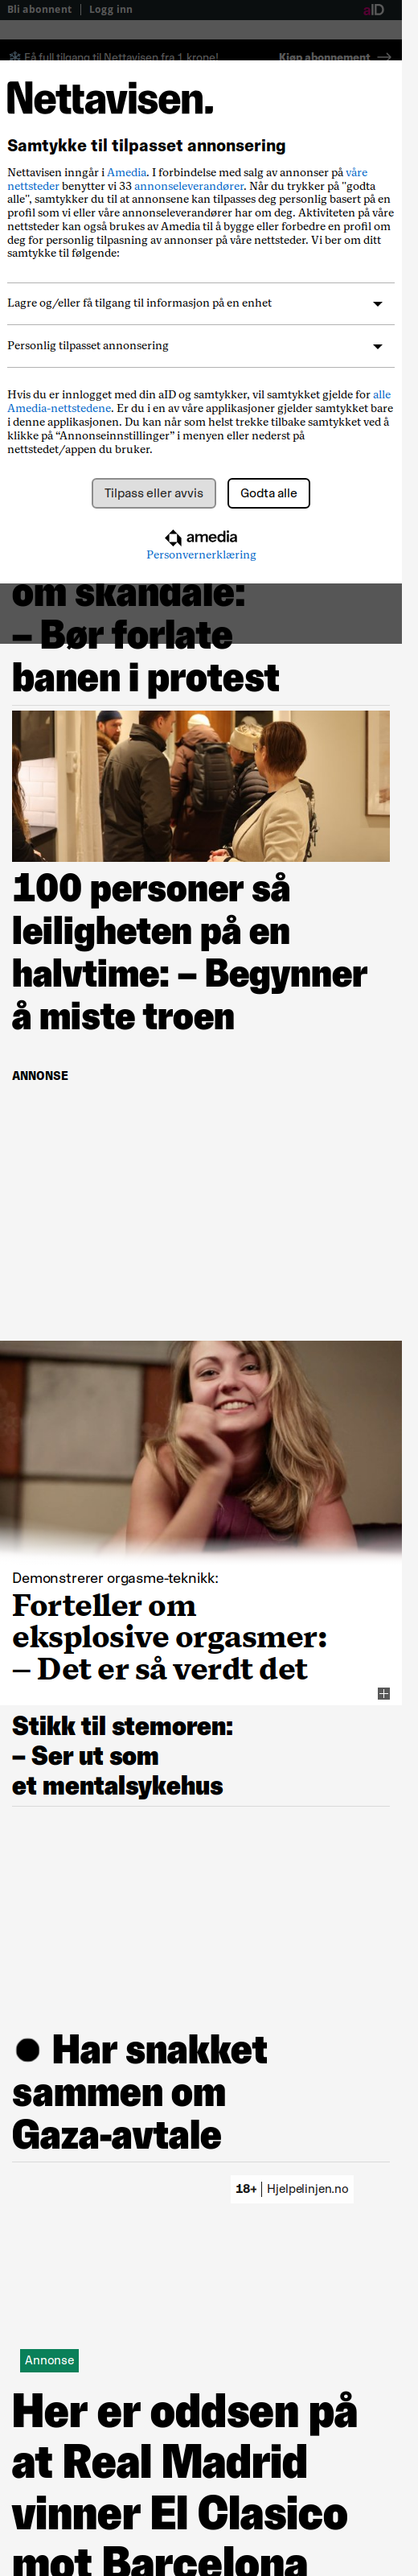 Bli abonnent | Logg inn aID
Få full tilgang til Nettavisen fra 1 krone! Kjøp abonnement →
Nettavisen.
Samtykke til tilpasset annonsering
Nettavisen inngår i Amedia. I forbindelse med salg av annonser på våre
nettsteder benytter vi 33 annonseleverandører. Når du trykker på "godta
alle", samtykker du til at annonsene kan tilpasses deg personlig basert på en
profil som vi eller våre annonseleverandører har om deg. Aktiviteten på våre
nettsteder kan også brukes av Amedia til å bygge eller forbedre en profil om
deg for personlig tilpasning av annonser på våre nettsteder. Vi ber om ditt
samtykke til følgende:
Lagre og/eller få tilgang til informasjon på en enhet
Personlig tilpasset annonsering
Hvis du er innlogget med din aID og samtykker, vil samtykket gjelde for alle
Amedia-nettstedene. Er du i en av våre applikasjoner gjelder samtykket bare
i denne applikasjonen. Du kan når som helst trekke tilbake samtykket ved å
klikke på “Annonseinnstillinger” i menyen eller nederst på
nettstedet/appen du bruker.
Tilpass eller avvis Godta alle
amedia
Personvernerklæring
om skandale:
– Bør forlate
banen i protest
100 personer så
leiligheten på en
halvtime: – Begynner
å miste troen
ANNONSE
Demonstrerer orgasme-teknikk:
Forteller om
eksplosive orgasmer:
– Det er så verdt det
Stikk til stemoren:
– Ser ut som
et mentalsykehus
● Har snakket
sammen om
Gaza-avtale
18+ | Hjelpelinjen.no
Annonse
Her er oddsen på
at Real Madrid
vinner El Clasico
mot Barcelona